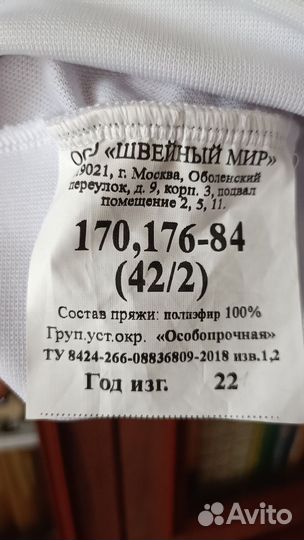 ООО «ШВЕЙНЫЙ МИР»
119021, г. Москва, Оболенский
переулок, д. 9, корп. 3, подвал
помещение 2, 5, 11.
170,176-84
(42/2)
Состав пряжи: полиэфир 100%
Груп.уст.окр. «Особопрочная»
ТУ 8424-266-08836809-2018 изв.1,2
Год изг. 22
Avito